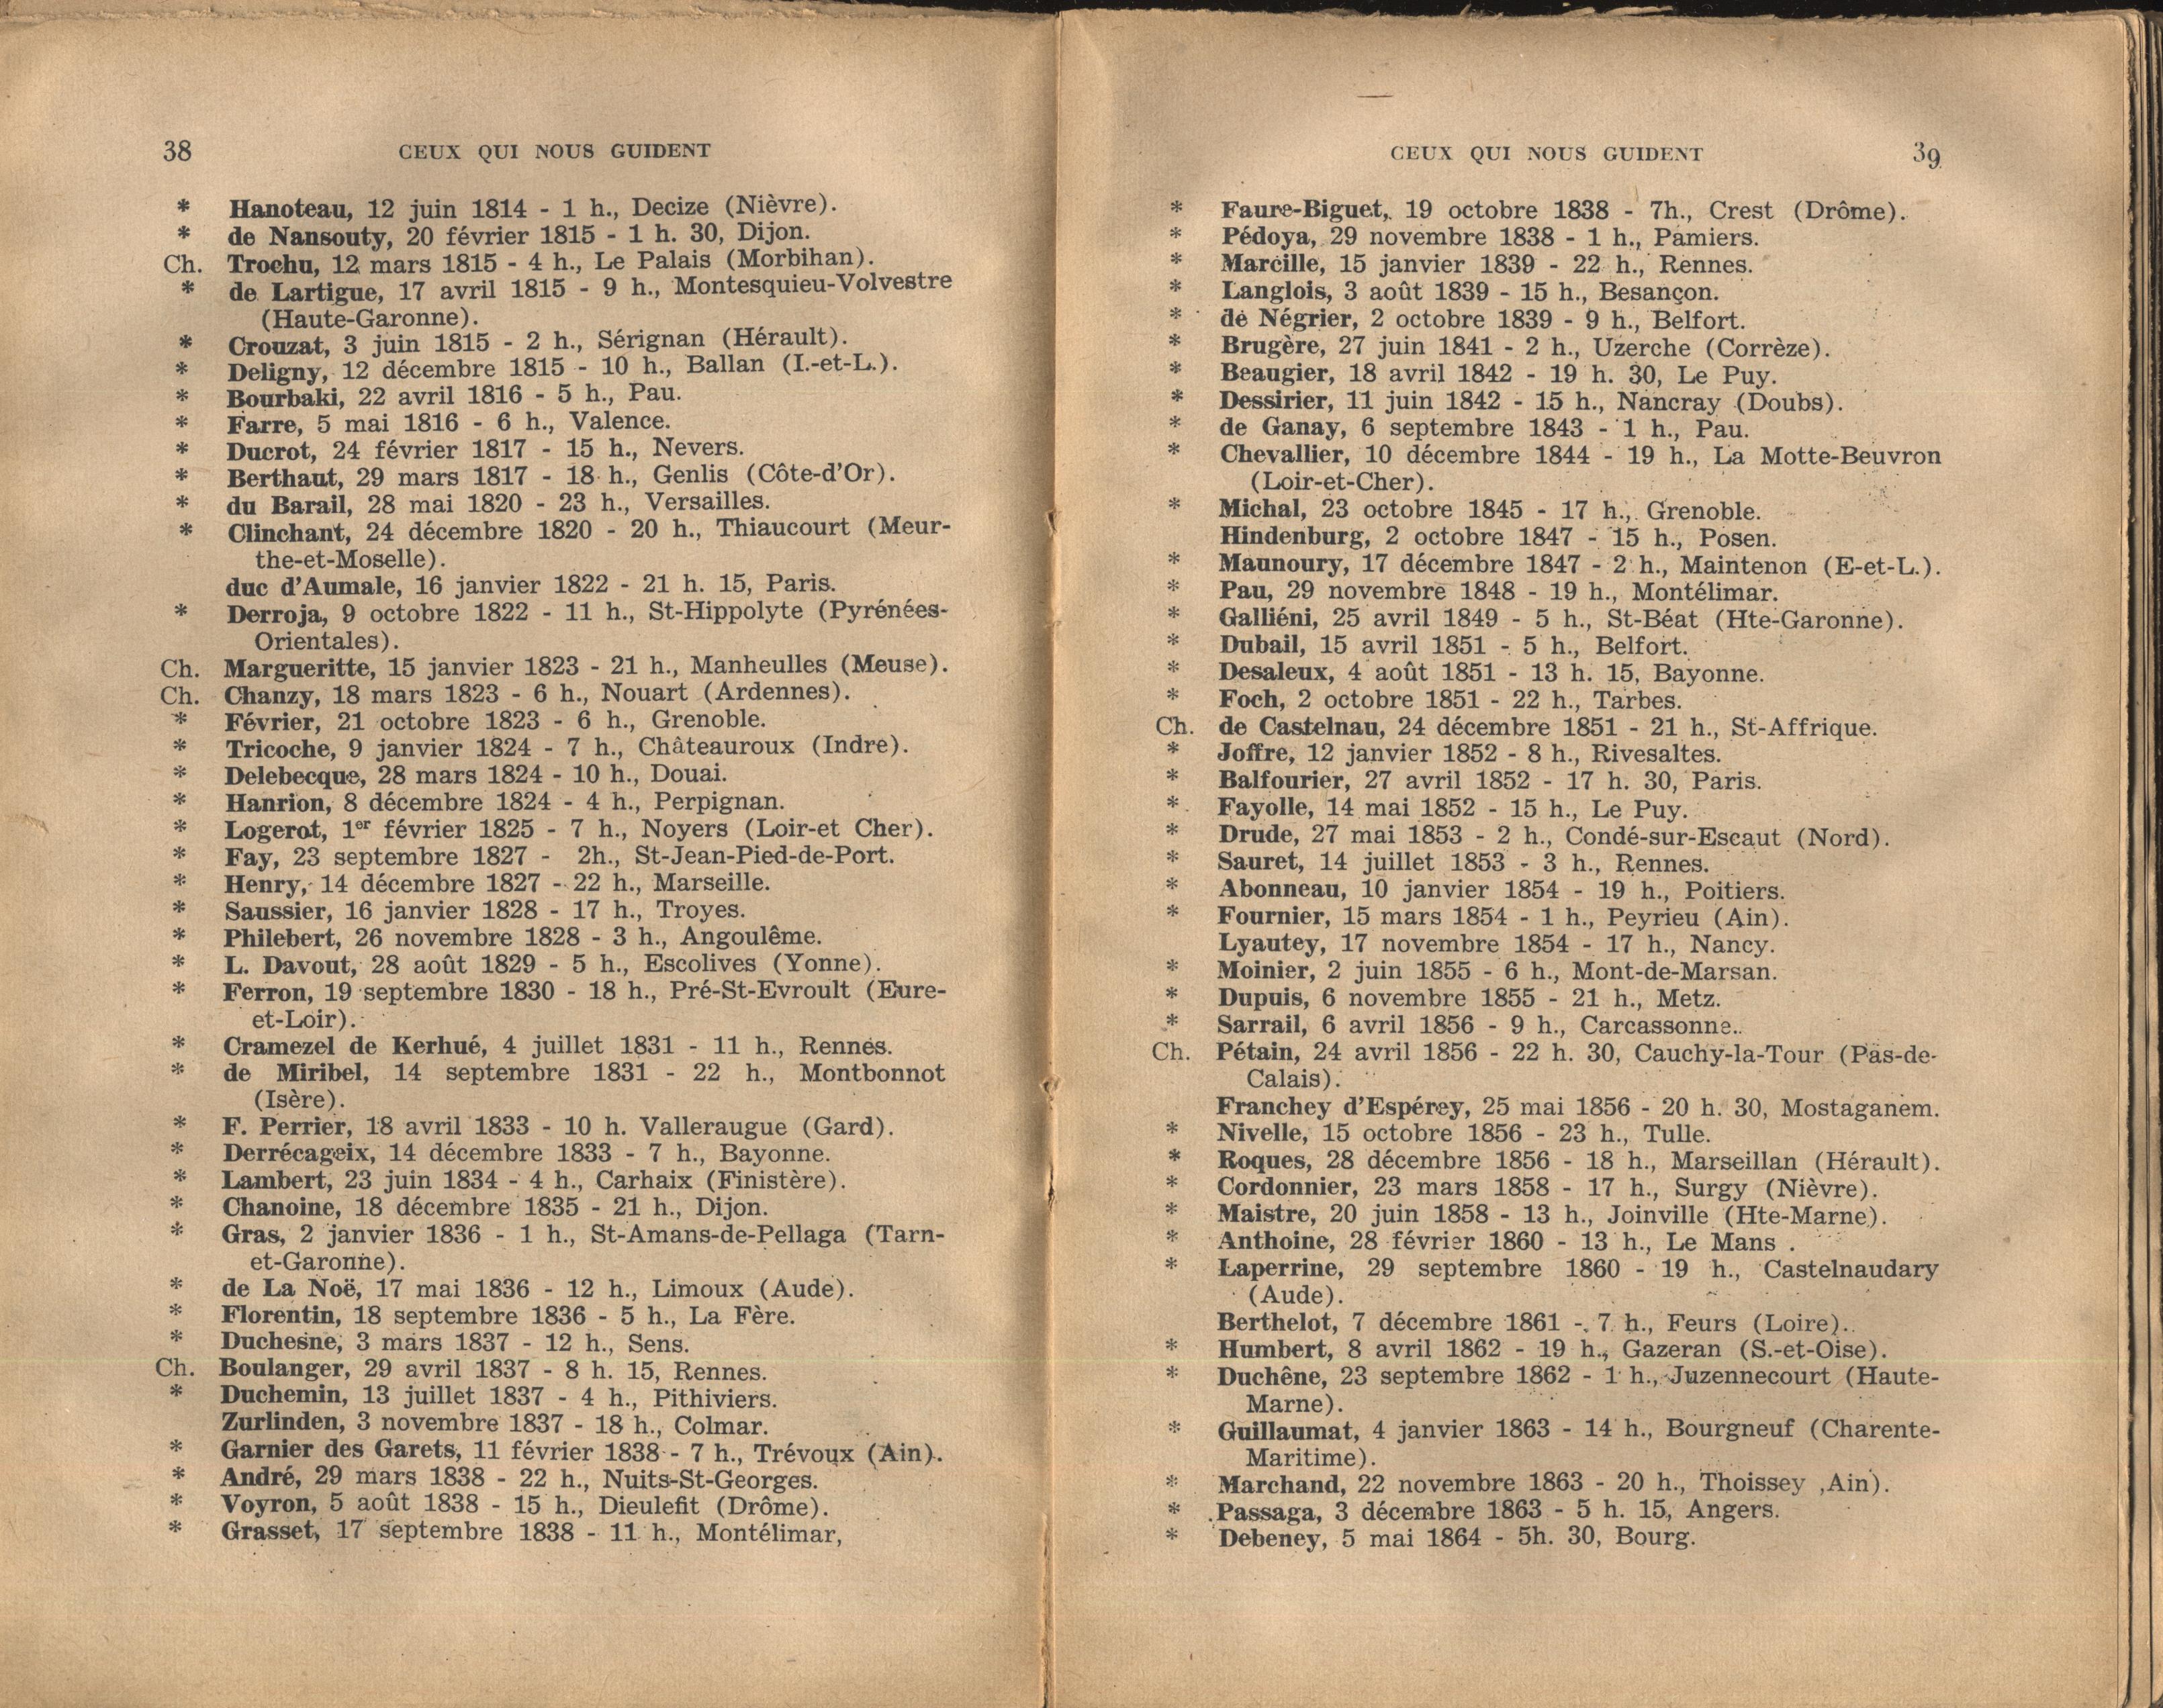 38
CEUX QUI NOUS GUIDENT
* Hanoteau, 12 juin 1814 - 1 h., Decize (Nièvre).
* de Nansouty, 20 février 1815 - 1 h. 30, Dijon.
Ch. Trochu, 12 mars 1815 - 4 h., Le Palais (Morbihan).
* de Lartigue, 17 avril 1815 - 9 h., Montesquieu-Volvestre
(Haute-Garonne).
* Crouzat, 3 juin 1815 - 2 h., Sérignan (Hérault).
* Deligny, 12 décembre 1815 - 10 h., Ballan (I.-et-L.).
* Bourbaki, 22 avril 1816 - 5 h., Pau.
* Farre, 5 mai 1816 - 6 h., Valence.
* Ducrot, 24 février 1817 - 15 h., Nevers.
* Berthaut, 29 mars 1817 - 18 h., Genlis (Côte-d'Or).
* du Barail, 28 mai 1820 - 23 h., Versailles.
* Clinchant, 24 décembre 1820 - 20 h., Thiaucourt (Meur-
the-et-Moselle).
duc d'Aumale, 16 janvier 1822 - 21 h. 15, Paris.
* Derroja, 9 octobre 1822 - 11 h., St-Hippolyte (Pyrénées-
Orientales).
Ch. Margueritte, 15 janvier 1823 - 21 h., Manheulles (Meuse).
Ch. Chanzy, 18 mars 1823 - 6 h., Nouart (Ardennes).
* Février, 21 octobre 1823 - 6 h., Grenoble.
* Tricoche, 9 janvier 1824 - 7 h., Châteauroux (Indre).
* Delebecque, 28 mars 1824 - 10 h., Douai.
* Hanrion, 8 décembre 1824 - 4 h., Perpignan.
* Logerot, 1er février 1825 - 7 h., Noyers (Loir-et Cher).
* Fay, 23 septembre 1827 - 2h., St-Jean-Pied-de-Port.
* Henry, 14 décembre 1827 - 22 h., Marseille.
* Saussier, 16 janvier 1828 - 17 h., Troyes.
* Philebert, 26 novembre 1828 - 3 h., Angoulême.
* L. Davout, 28 août 1829 - 5 h., Escolives (Yonne).
* Ferron, 19 septembre 1830 - 18 h., Pré-St-Evroult (Eure-
et-Loir).
* Cramezel de Kerhué, 4 juillet 1831 - 11 h., Rennes.
* de Miribel, 14 septembre 1831 - 22 h., Montbonnot
(Isère).
* F. Perrier, 18 avril 1833 - 10 h. Valleraugue (Gard).
* Derrécageix, 14 décembre 1833 - 7 h., Bayonne.
* Lambert, 23 juin 1834 - 4 h., Carhaix (Finistère).
* Chanoine, 18 décembre 1835 - 21 h., Dijon.
* Gras, 2 janvier 1836 - 1 h., St-Amans-de-Pellaga (Tarn-
et-Garonne).
* de La Noë, 17 mai 1836 - 12 h., Limoux (Aude).
* Florentin, 18 septembre 1836 - 5 h., La Fère.
* Duchesne, 3 mars 1837 - 12 h., Sens.
Ch. Boulanger, 29 avril 1837 - 8 h. 15, Rennes.
* Duchemin, 13 juillet 1837 - 4 h., Pithiviers.
Zurlinden, 3 novembre 1837 - 18 h., Colmar.
* Garnier des Garets, 11 février 1838 - 7 h., Trévoux (Ain).
* André, 29 mars 1838 - 22 h., Nuits-St-Georges.
* Voyron, 5 août 1838 - 15 h., Dieulefit (Drôme).
* Grasset, 17 septembre 1838 - 11 h., Montélimar,
CEUX QUI NOUS GUIDENT
39
* Faure-Biguet, 19 octobre 1838 - 7h., Crest (Drôme).
* Pédoya, 29 novembre 1838 - 1 h., Pamiers.
* Marcille, 15 janvier 1839 - 22 h., Rennes.
* Langlois, 3 août 1839 - 15 h., Besançon.
* de Négrier, 2 octobre 1839 - 9 h., Belfort.
* Brugère, 27 juin 1841 - 2 h., Uzerche (Corrèze).
* Beaugier, 18 avril 1842 - 19 h. 30, Le Puy.
* Dessirier, 11 juin 1842 - 15 h., Nancray (Doubs).
* de Ganay, 6 septembre 1843 - 1 h., Pau.
* Chevallier, 10 décembre 1844 - 19 h., La Motte-Beuvron
(Loir-et-Cher).
* Michal, 23 octobre 1845 - 17 h., Grenoble.
Hindenburg, 2 octobre 1847 - 15 h., Posen.
* Maunoury, 17 décembre 1847 - 2 h., Maintenon (E-et-L.).
* Pau, 29 novembre 1848 - 19 h., Montélimar.
* Galliéni, 25 avril 1849 - 5 h., St-Béat (Hte-Garonne).
* Dubail, 15 avril 1851 - 5 h., Belfort.
* Desaleux, 4 août 1851 - 13 h. 15, Bayonne.
* Foch, 2 octobre 1851 - 22 h., Tarbes.
Ch. de Castelnau, 24 décembre 1851 - 21 h., St-Affrique.
* Joffre, 12 janvier 1852 - 8 h., Rivesaltes.
* Balfourier, 27 avril 1852 - 17 h. 30, Paris.
* Fayolle, 14 mai 1852 - 15 h., Le Puy.
* Drude, 27 mai 1853 - 2 h., Condé-sur-Escaut (Nord).
* Sauret, 14 juillet 1853 - 3 h., Rennes.
* Abonneau, 10 janvier 1854 - 19 h., Poitiers.
* Fournier, 15 mars 1854 - 1 h., Peyrieu (Ain).
Lyautey, 17 novembre 1854 - 17 h., Nancy.
* Moinier, 2 juin 1855 - 6 h., Mont-de-Marsan.
* Dupuis, 6 novembre 1855 - 21 h., Metz.
* Sarrail, 6 avril 1856 - 9 h., Carcassonne.
Ch. Pétain, 24 avril 1856 - 22 h. 30, Cauchy-la-Tour (Pas-de-
Calais).
Franchey d'Espérey, 25 mai 1856 - 20 h. 30, Mostaganem.
* Nivelle, 15 octobre 1856 - 23 h., Tulle.
* Roques, 28 décembre 1856 - 18 h., Marseillan (Hérault).
* Cordonnier, 23 mars 1858 - 17 h., Surgy (Nièvre).
* Maistre, 20 juin 1858 - 13 h., Joinville (Hte-Marne).
* Anthoine, 28 février 1860 - 13 h., Le Mans .
* Laperrine, 29 septembre 1860 - 19 h., Castelnaudary
(Aude).
Berthelot, 7 décembre 1861 - 7 h., Feurs (Loire).
* Humbert, 8 avril 1862 - 19 h., Gazeran (S.-et-Oise).
* Duchêne, 23 septembre 1862 - 1 h., Juzennecourt (Haute-
Marne).
* Guillaumat, 4 janvier 1863 - 14 h., Bourgneuf (Charente-
Maritime).
* Marchand, 22 novembre 1863 - 20 h., Thoissey ,Ain).
* Passaga, 3 décembre 1863 - 5 h. 15, Angers.
* Debeney, 5 mai 1864 - 5h. 30, Bourg.